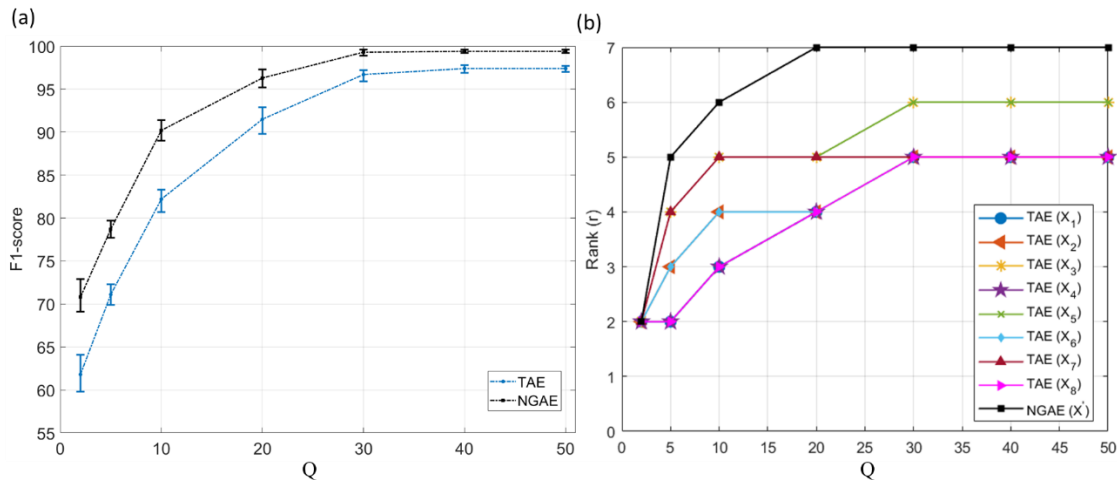 (a)
100
95
90
85
80
75
70
65
60
55
F1-score
0
10
20
30
40
50
Q
TAE
NGAE
(b)
7
6
5
4
3
2
1
0
Rank (r)
0
5
10
15
20
25
30
35
40
45
50
Q
TAE (X1)
TAE (X2)
TAE (X3)
TAE (X4)
TAE (X5)
TAE (X6)
TAE (X7)
TAE (X8)
NGAE (X')